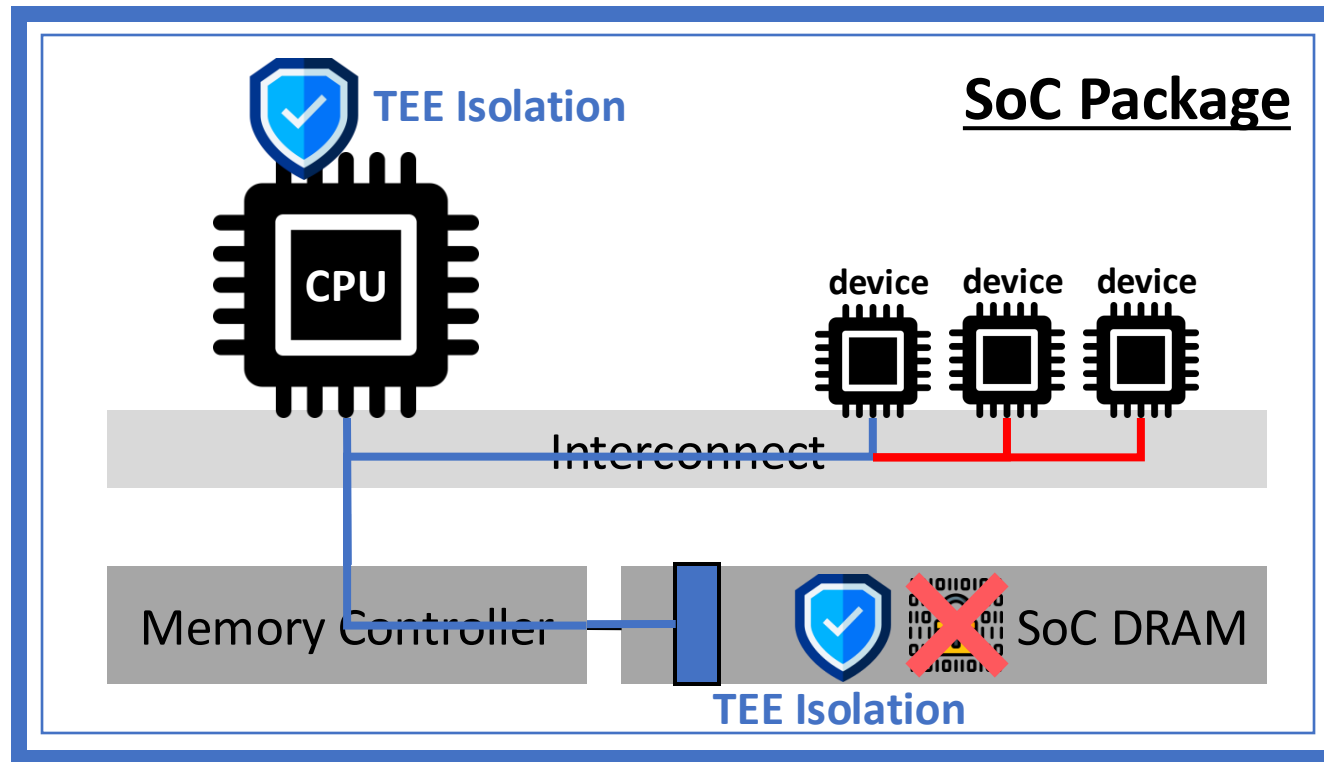 TEE Isolation
SoC Package
CPU
device device device
Interconnect
Memory Controller
SoC DRAM
TEE Isolation